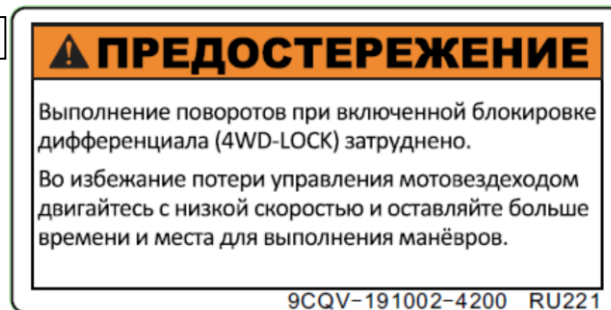 ПРЕДОСТЕРЕЖЕНИЕ
Выполнение поворотов при включенной блокировке
дифференциала (4WD-LOCK) затруднено.
Во избежание потери управления мотовездеходом
двигайтесь с низкой скоростью и оставляйте больше
времени и места для выполнения манёвров.
9CQV-191002-4200 RU221